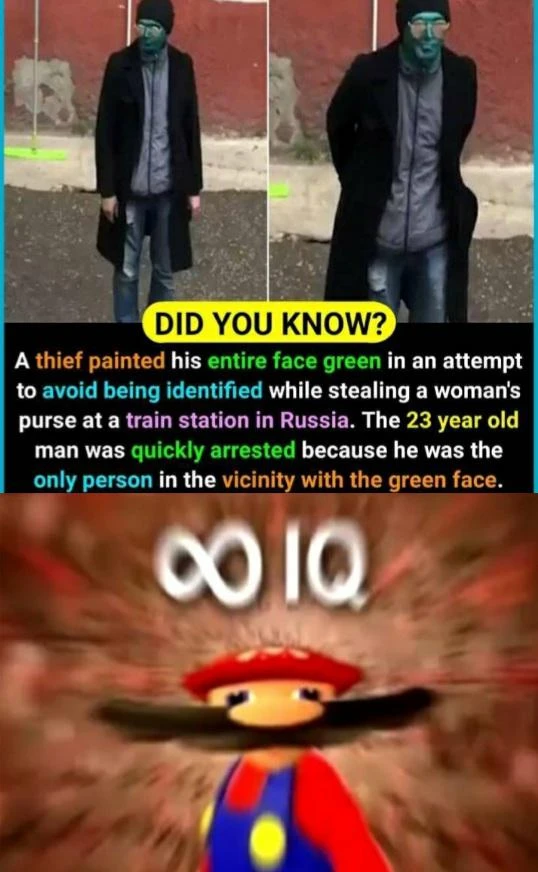 DID YOU KNOW?
A thief painted his entire face green in an attempt
to avoid being identified while stealing a woman's
purse at a train station in Russia. The 23 year old
man was quickly arrested because he was the
only person in the vicinity with the green face.
∞ IQ